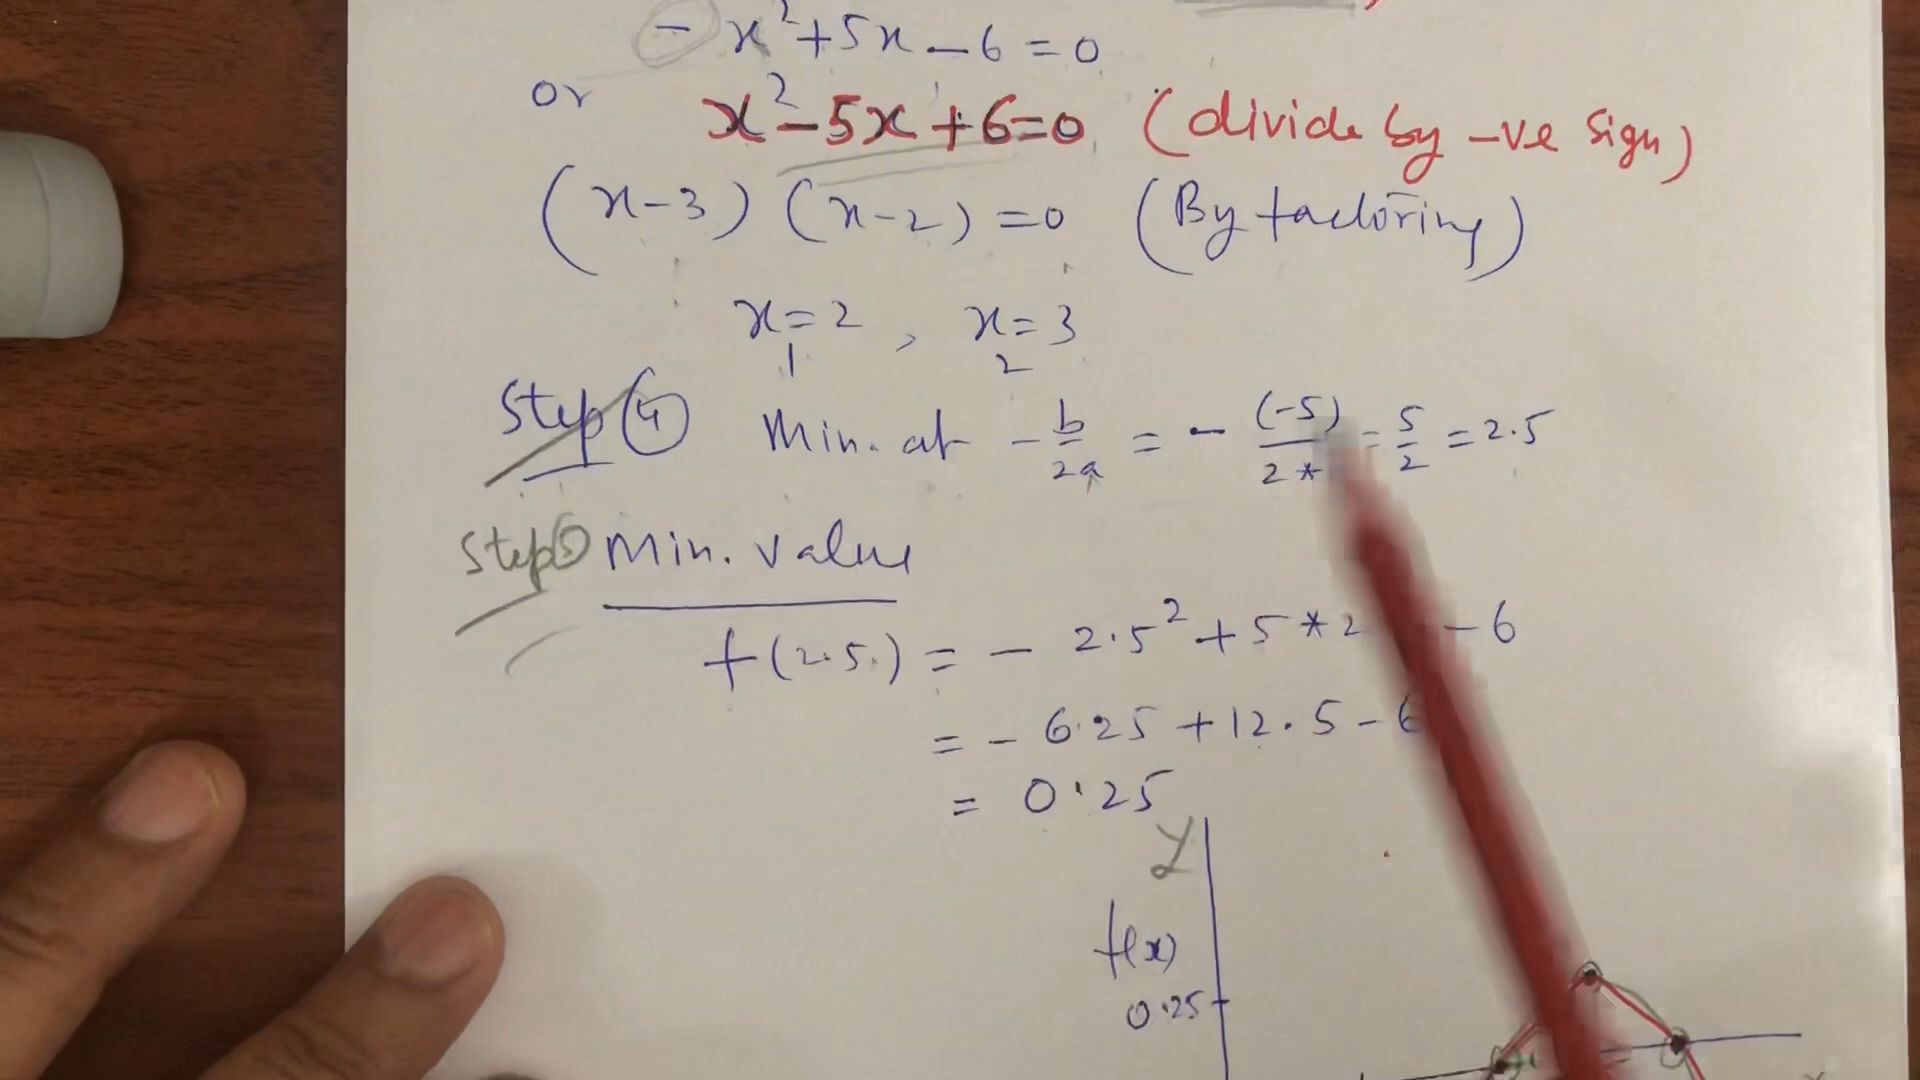 - x²+5x-6=0
or x²-5x+6=0 (divide by -ve sign)
(x-3) (x-2)=0 (By factoring)
x₁=2, x₂=3
Step ④ Min. at -b/2a = -(-5)/2* = 5/2 = 2.5
Step ⑤ Min. value
f(2.5.) = - 2.5²+5*2 -6
= - 6.25+12.5-6
= 0.25
y
f(x)
0.25